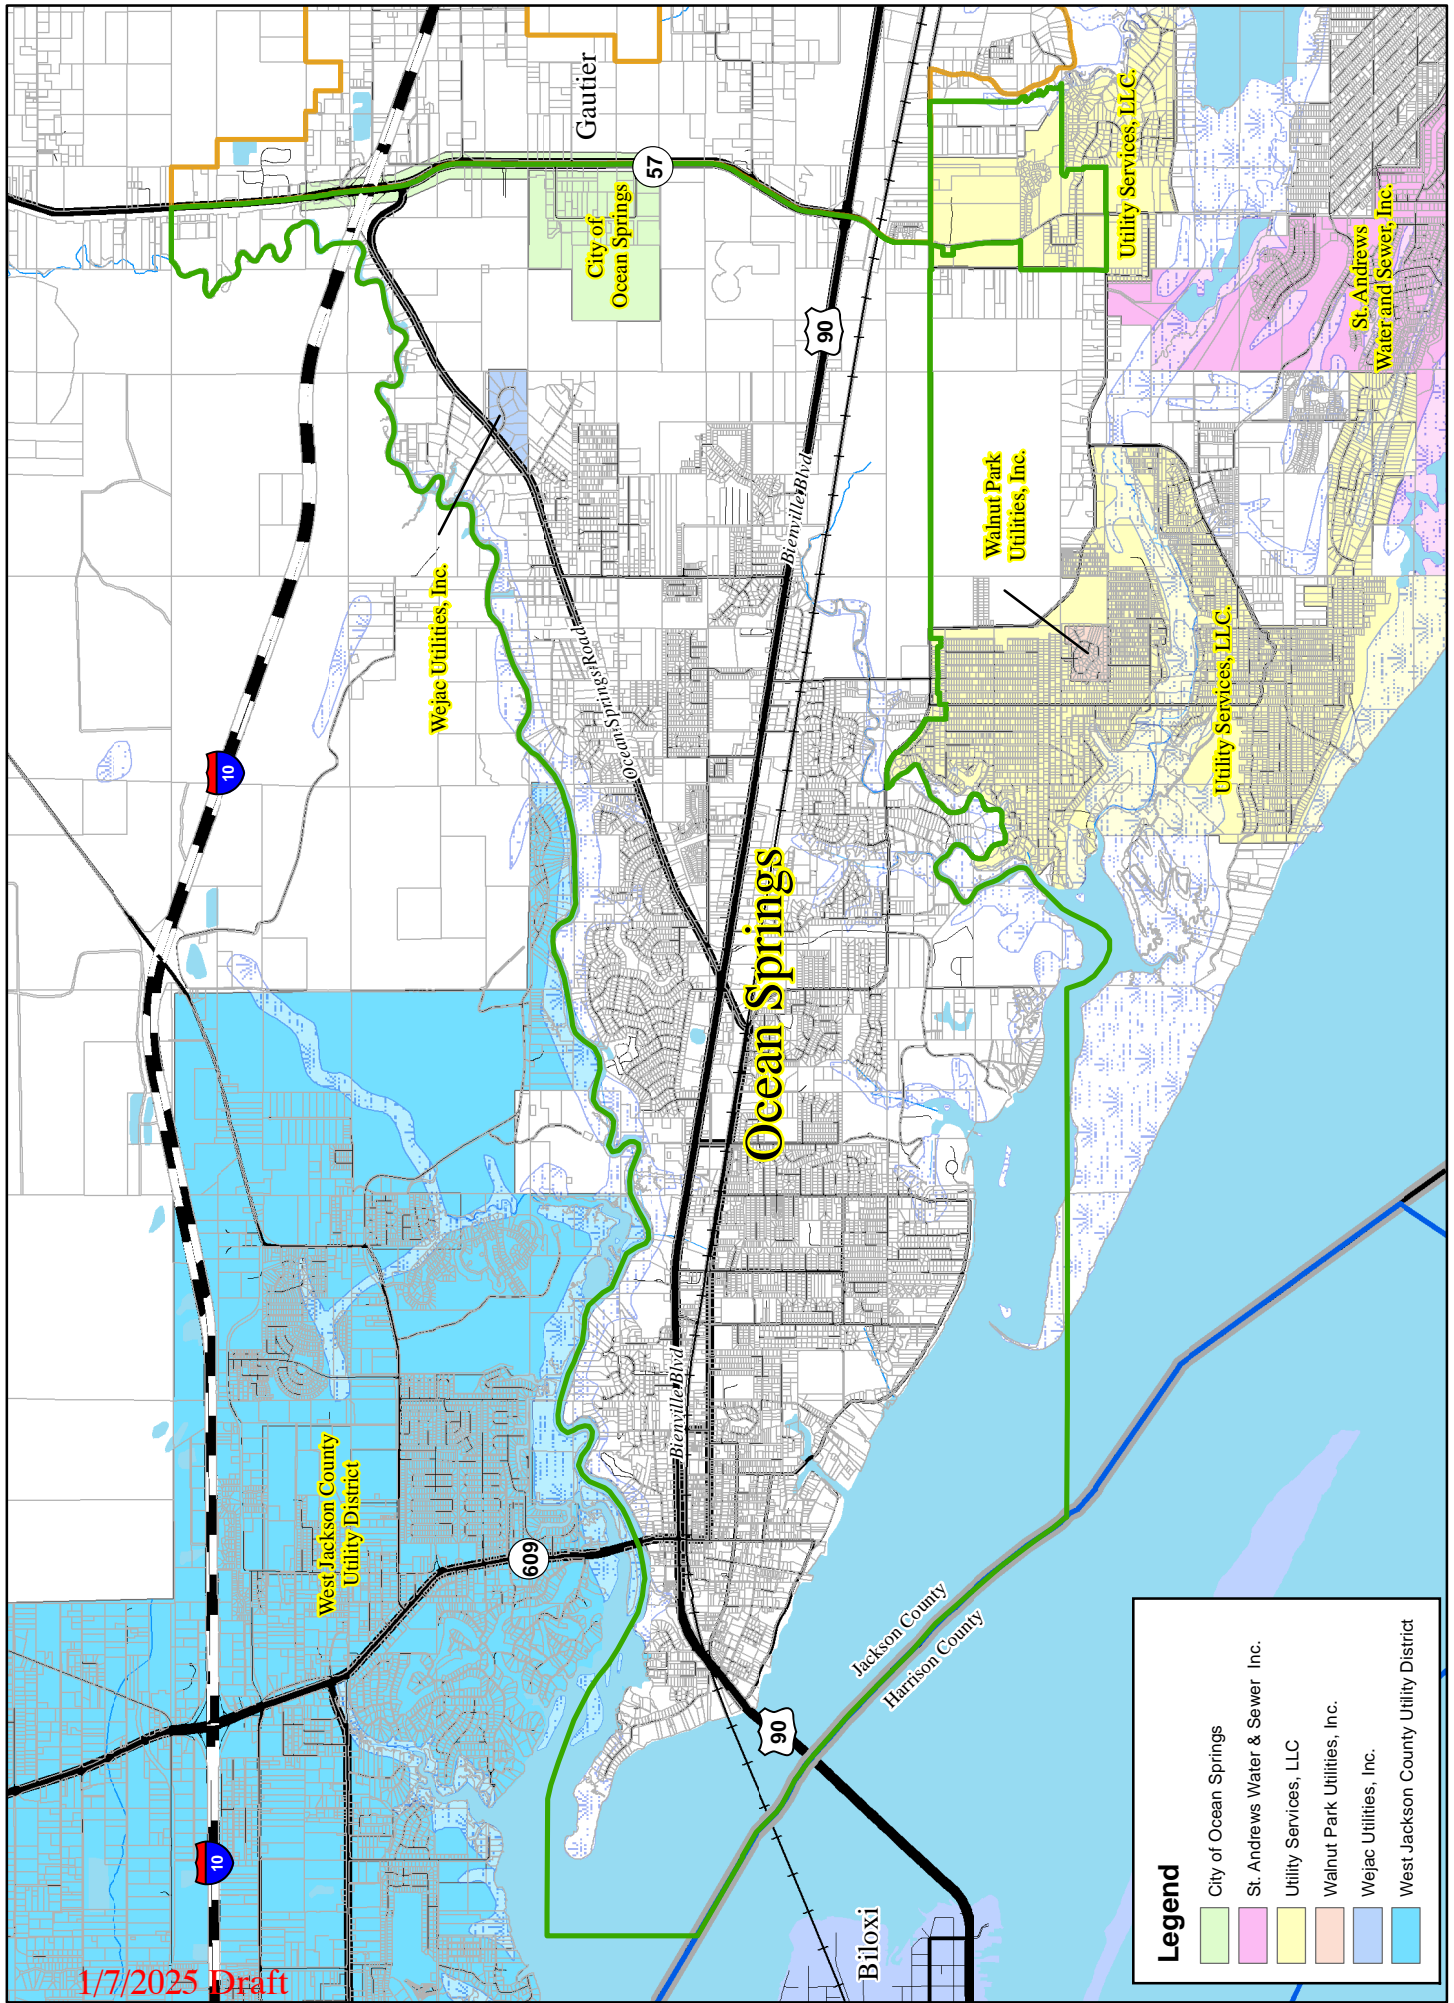 1/7/2025 Draft
10
10
609
West Jackson County
Utility District
Wejac Utilities, Inc.
Ocean Springs Road
Bienville Blvd
Bienville Blvd
Ocean Springs
City of
Ocean Springs
Gautier
57
90
90
Walnut Park
Utilities, Inc.
Utility Services, LLC.
Utility Services, LLC.
St. Andrews
Water and Sewer, Inc.
Jackson County
Harrison County
Biloxi
Legend
City of Ocean Springs
St. Andrews Water & Sewer Inc.
Utility Services, LLC
Walnut Park Utilities, Inc.
Wejac Utilities, Inc.
West Jackson County Utility District